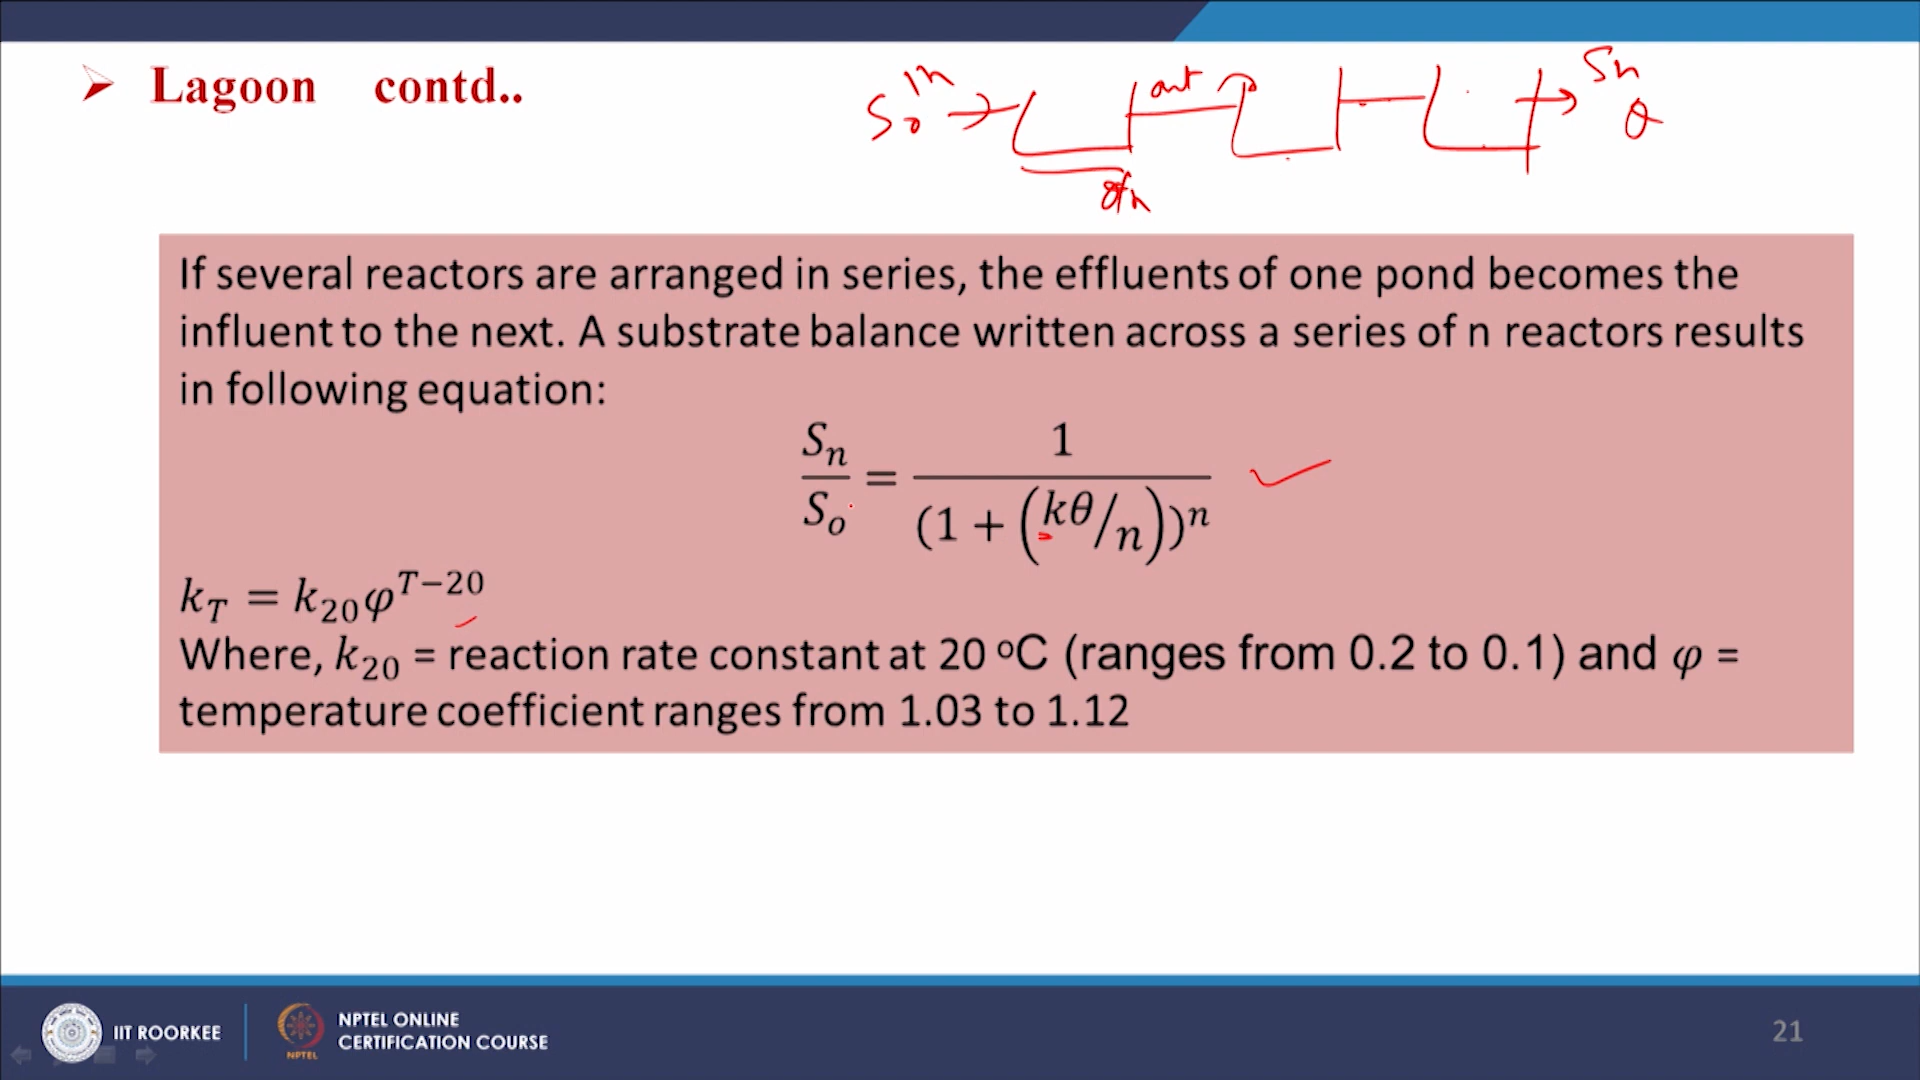 ➢ Lagoon contd..
S₀ in out Sn
Q
If several reactors are arranged in series, the effluents of one pond becomes the
influent to the next. A substrate balance written across a series of n reactors results
in following equation:
Sₙ/Sₒ = 1/(1 + (kθ/n))ⁿ
k_T = k₂₀φ^(T−20)
Where, k₂₀ = reaction rate constant at 20 ᵒC (ranges from 0.2 to 0.1) and φ =
temperature coefficient ranges from 1.03 to 1.12
IIT ROORKEE
NPTEL
NPTEL ONLINE
CERTIFICATION COURSE
21